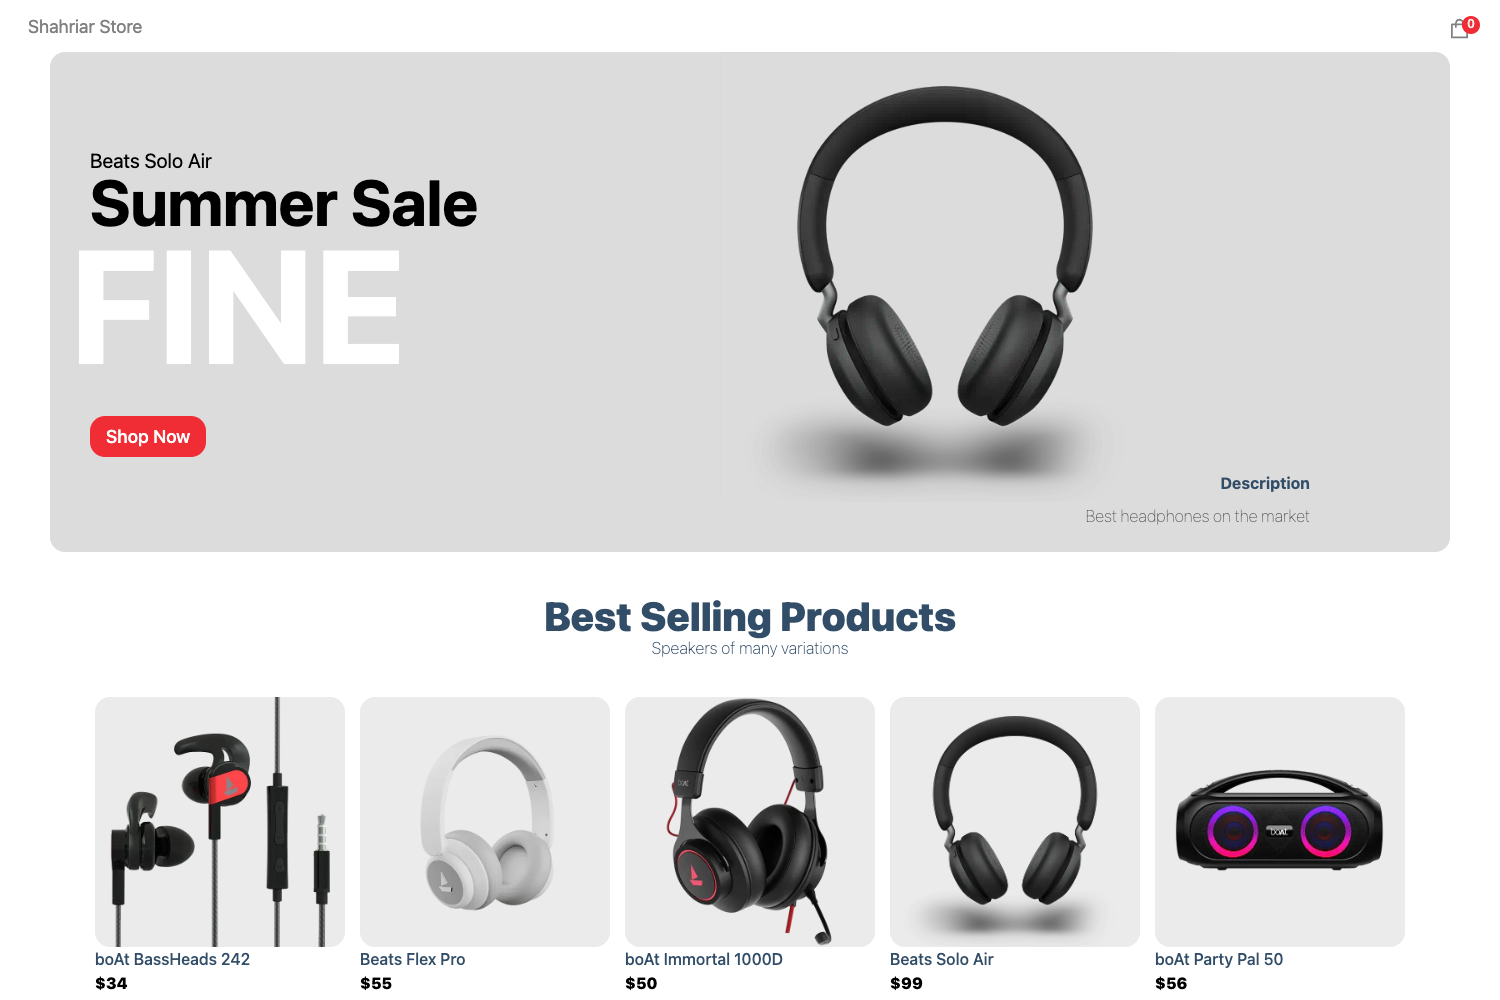 Shahriar Store
0
Beats Solo Air
Summer Sale
FINE
Shop Now
Description
Best headphones on the market
Best Selling Products
Speakers of many variations
boAt
boAt
boAt BassHeads 242
$34
Beats Flex Pro
$55
boAt Immortal 1000D
$50
Beats Solo Air
$99
boAt Party Pal 50
$56